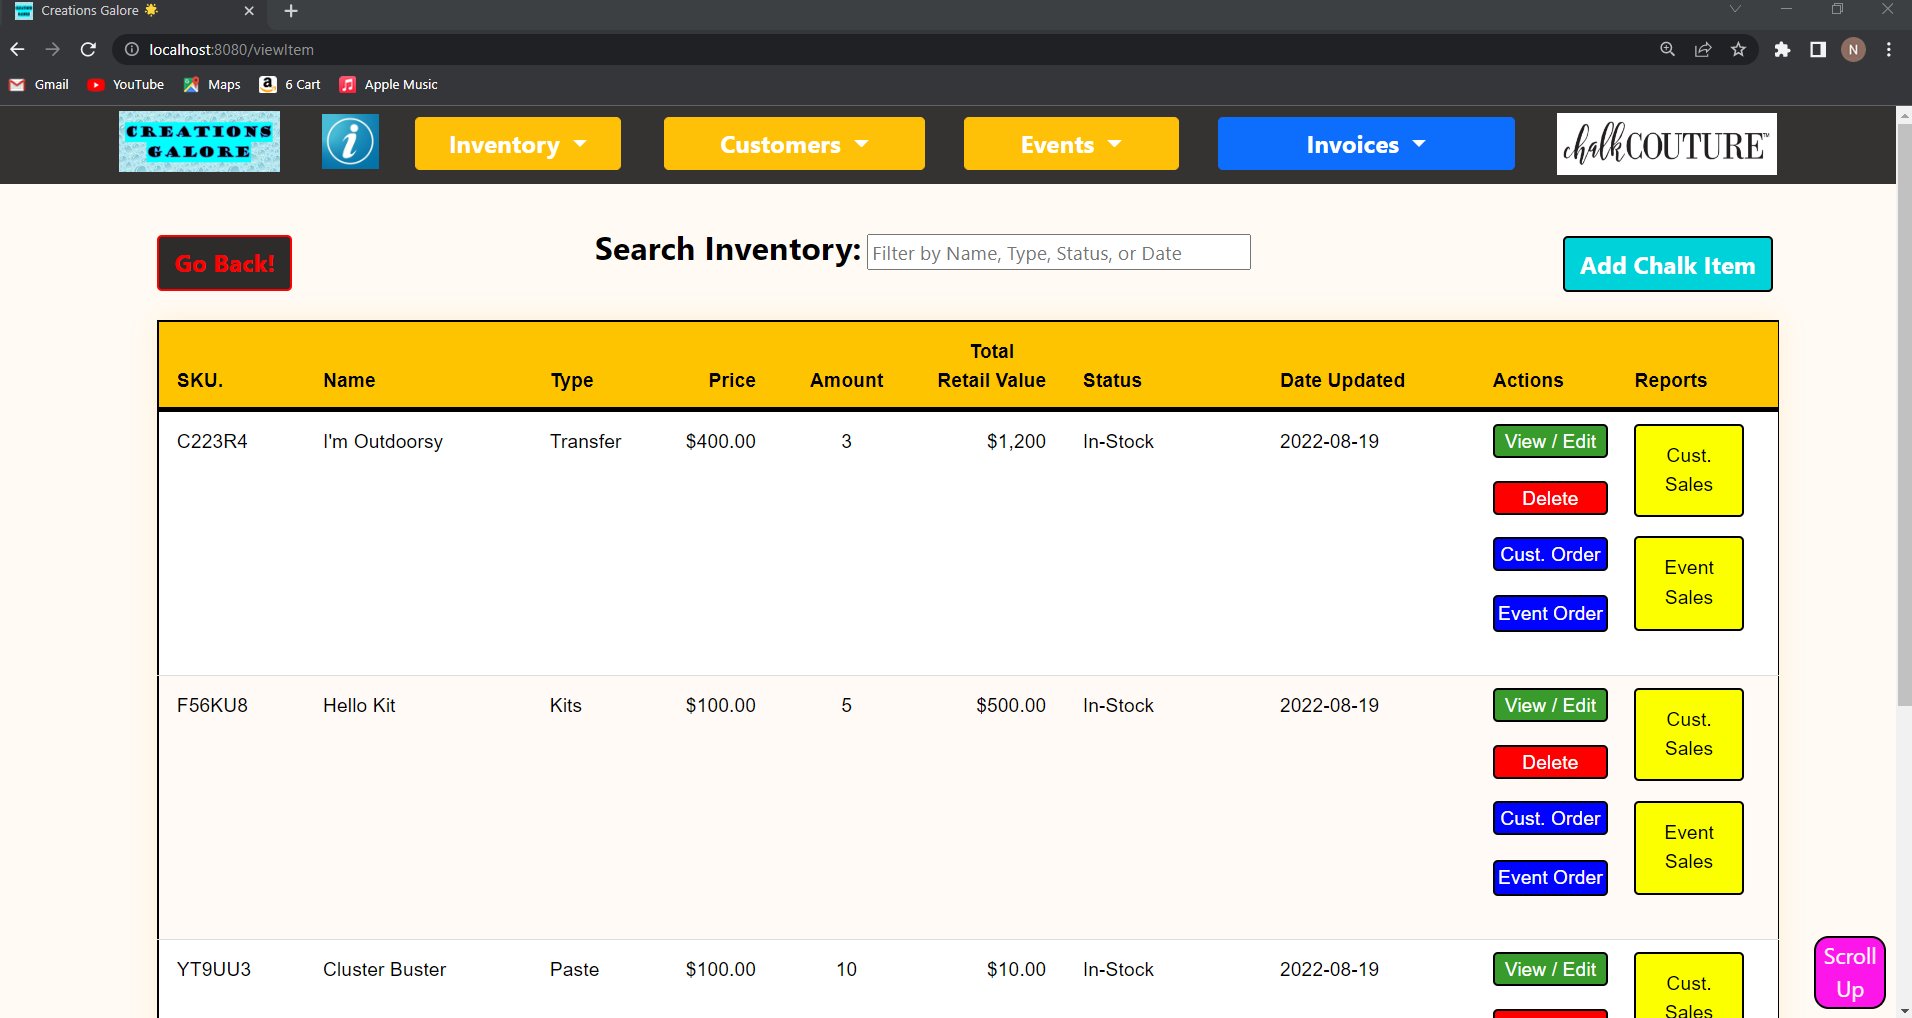 Creations Galore
localhost:8080/viewItem
N
Gmail
YouTube
Maps
6 Cart
Apple Music
CREATIONS
GALORE
i
Inventory
Customers
Events
Invoices
chalkCOUTURE™
Go Back!
Search Inventory:
Filter by Name, Type, Status, or Date
Add Chalk Item
SKU. Name Type Price Amount Total Retail Value Status Date Updated Actions Reports
C223R4 I'm Outdoorsy Transfer $400.00 3 $1,200 In-Stock 2022-08-19
View / Edit
Delete
Cust. Order
Event Order
Cust.
Sales
Event
Sales
F56KU8 Hello Kit Kits $100.00 5 $500.00 In-Stock 2022-08-19
View / Edit
Delete
Cust. Order
Event Order
Cust.
Sales
Event
Sales
YT9UU3 Cluster Buster Paste $100.00 10 $10.00 In-Stock 2022-08-19
View / Edit
Cust.
Sales
Scroll
Up